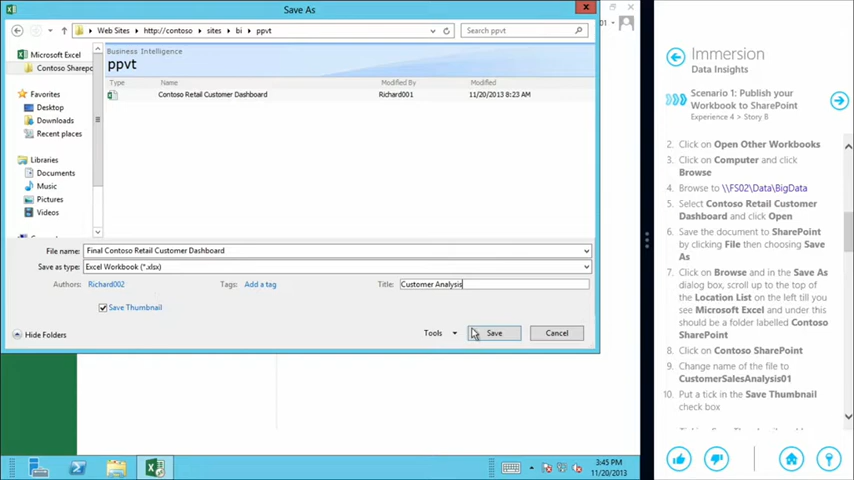 Save As
Web Sites
http://contoso
sites
bi
ppvt
Search ppvt
01
Microsoft Excel
Contoso Sharepo
Favorites
Desktop
Downloads
Recent places
Libraries
Documents
Music
Pictures
Videos
Business Intelligence
ppvt
Type Name Modified By Modified
Contoso Retail Customer Dashboard Richard001 11/20/2013 8:23 AM
File name: Final Contoso Retail Customer Dashboard
Save as type: Excel Workbook (*.xlsx)
Authors: Richard002 Tags: Add a tag Title: Customer Analysis
Save Thumbnail
Hide Folders Tools Save Cancel
3:45 PM
11/20/2013
Immersion
Data Insights
Scenario 1: Publish your
Workbook to SharePoint
Experience 4 > Story 8
2. Click on Open Other Workbooks
3. Click on Computer and click
Browse
4. Browse to \\FS02\Data\BigData
5. Select Contoso Retail Customer
Dashboard and click Open
6. Save the document to SharePoint
by clicking File then choosing Save
As
7. Click on Browse and in the Save As
dialog box, scroll up to the top of
the Location List on the left till you
see Microsoft Excel and under this
should be a folder labelled Contoso
SharePoint
8. Click on Contoso SharePoint
9. Change name of the file to
CustomerSalesAnalysis01
10. Put a tick in the Save Thumbnail
check box